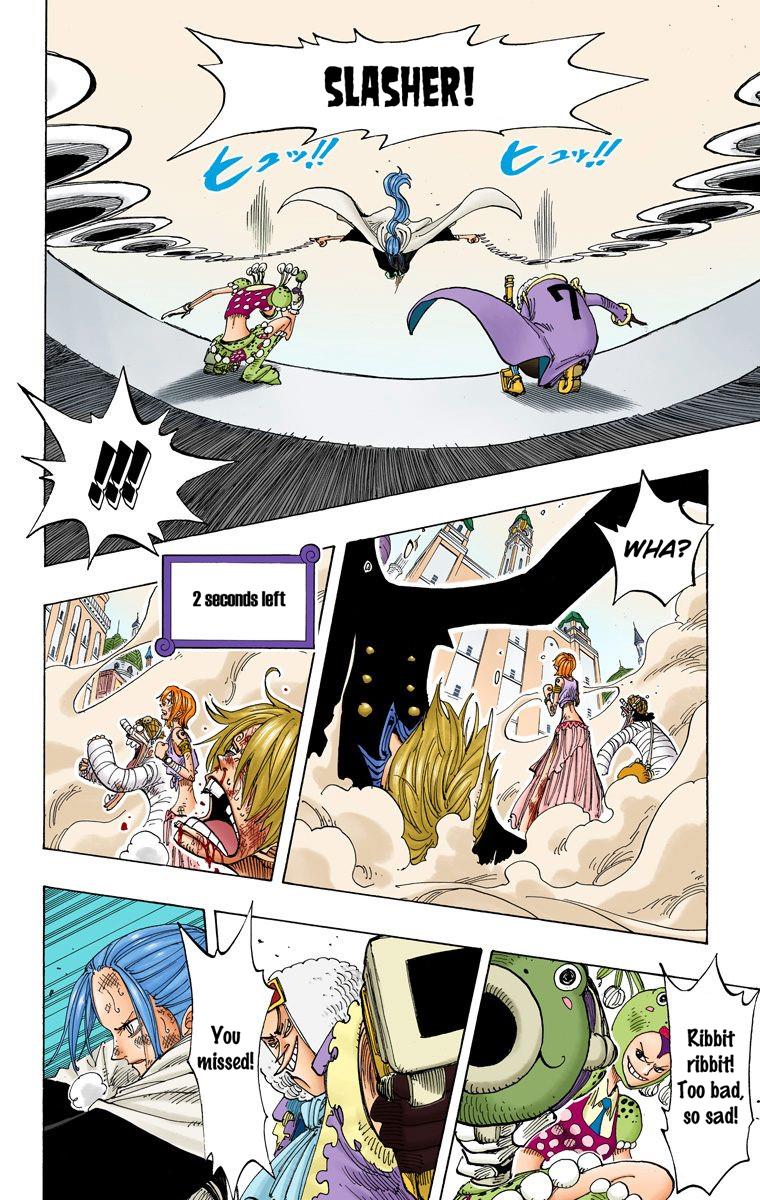 SLASHER!
ヒュッ!!
ヒュッ!!
7
!!!
WHA?
2 seconds left
You
missed!
Ribbit
ribbit!
Too bad,
so sad!